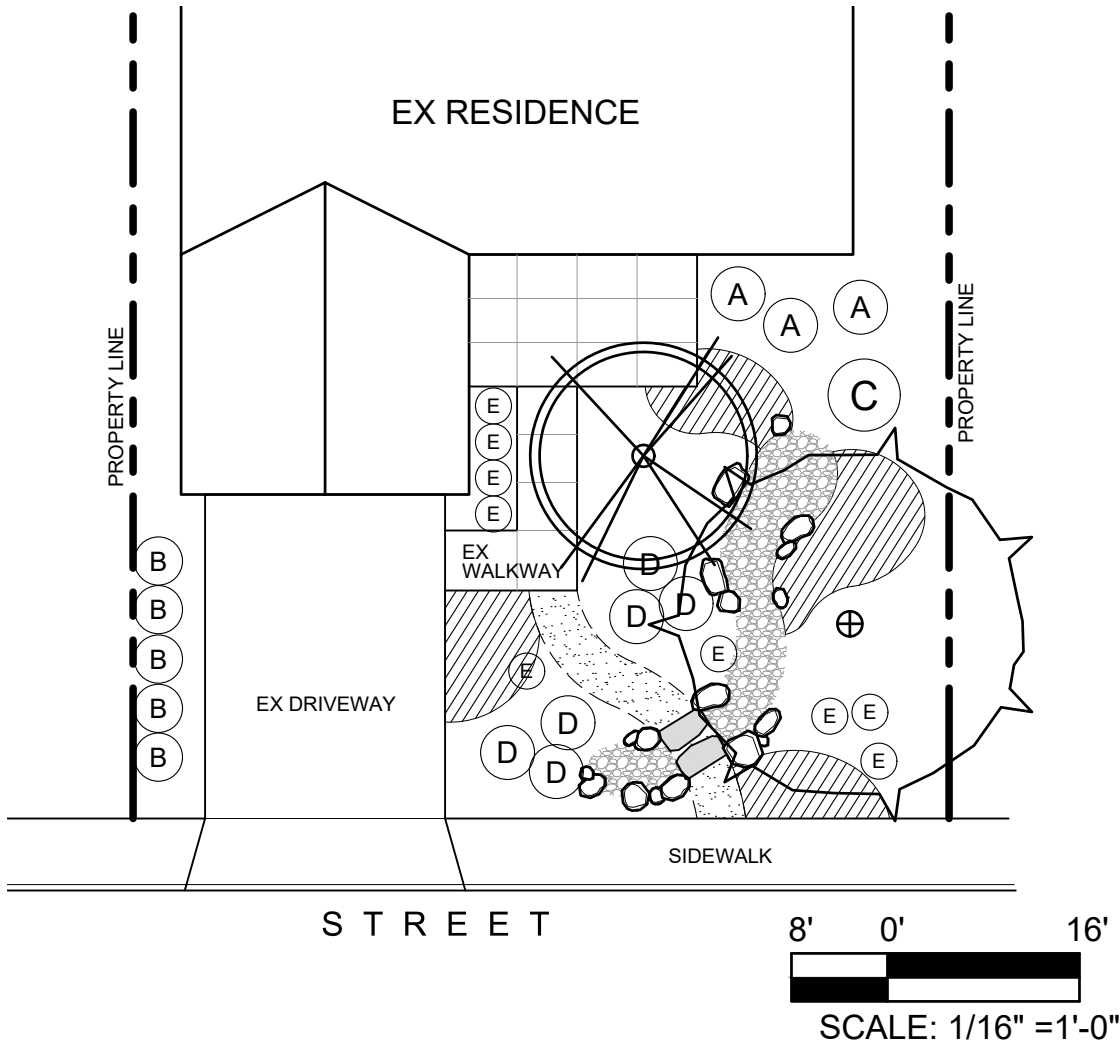 EX RESIDENCE
A
A
A
PROPERTY LINE
PROPERTY LINE
C
E
E
E
E
EX
WALKWAY
B
B
B
B
B
D
D
D
E
E
EX DRIVEWAY
D
D
D
E
E
E
SIDEWALK
STREET
8' 0' 16'
SCALE: 1/16" =1'-0"